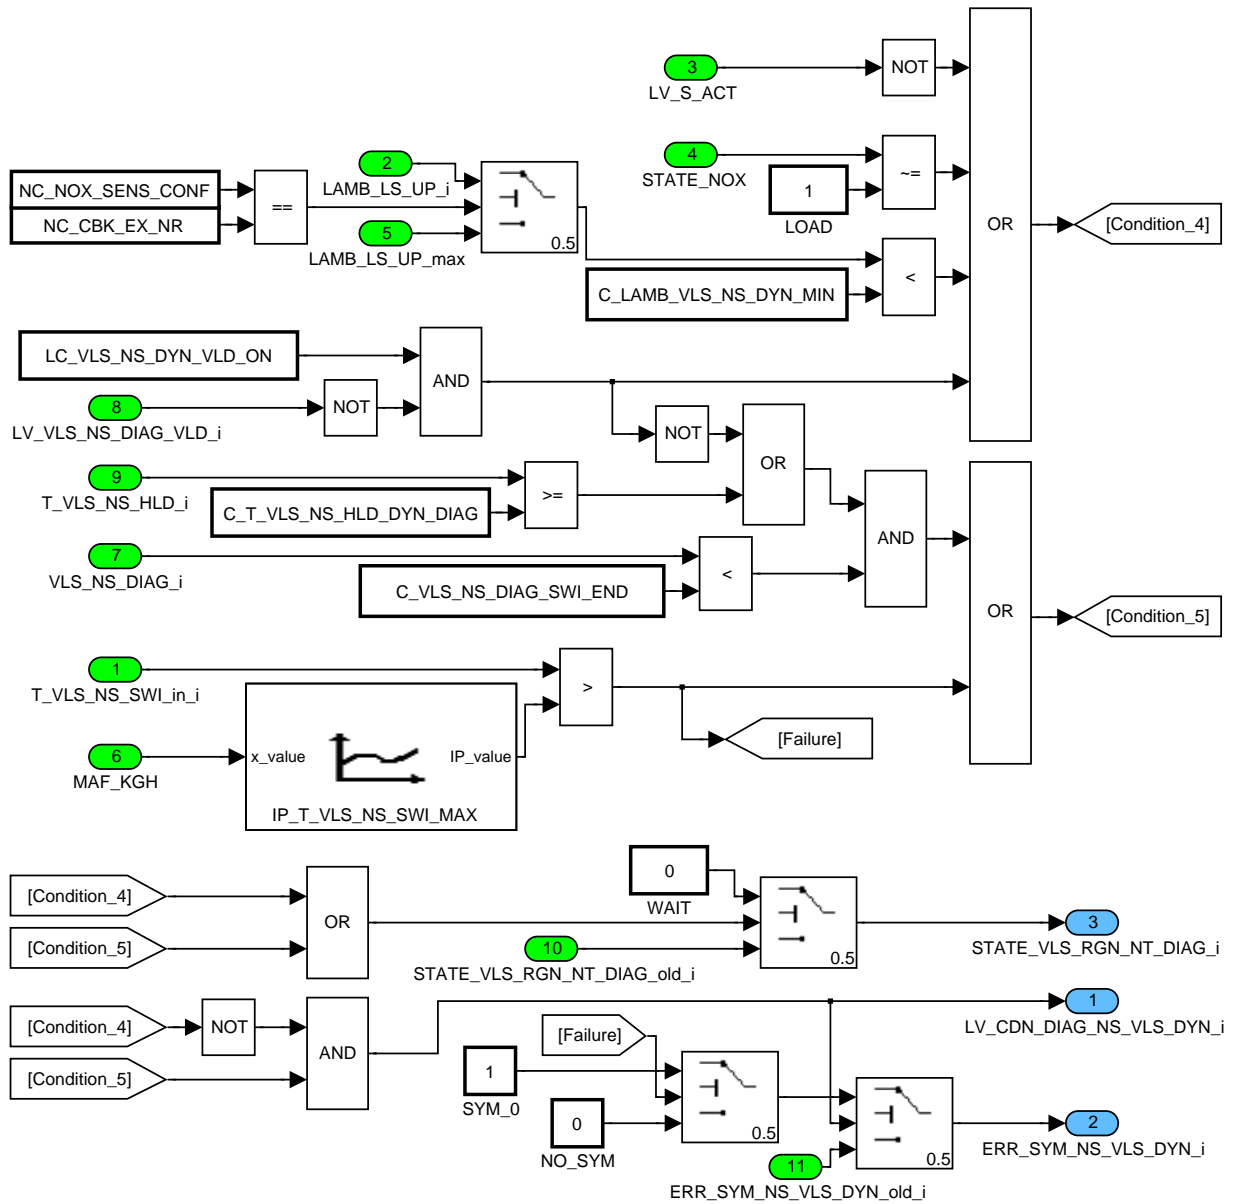 3
NOT
LV_S_ACT
4
STATE_NOX
~=
1
LOAD
OR
[Condition_4]
NC_NOX_SENS_CONF
NC_CBK_EX_NR
==
2
LAMB_LS_UP_i
5
LAMB_LS_UP_max
0.5
C_LAMB_VLS_NS_DYN_MIN
<
LC_VLS_NS_DYN_VLD_ON
8
LV_VLS_NS_DIAG_VLD_i
NOT
AND
NOT
OR
9
T_VLS_NS_HLD_i
C_T_VLS_NS_HLD_DYN_DIAG
>=
AND
7
VLS_NS_DIAG_i
C_VLS_NS_DIAG_SWI_END
<
OR
[Condition_5]
1
T_VLS_NS_SWI_in_i
>
[Failure]
6
MAF_KGH
x_value
IP_value
IP_T_VLS_NS_SWI_MAX
[Condition_4]
[Condition_5]
OR
0
WAIT
10
STATE_VLS_RGN_NT_DIAG_old_i
0.5
3
STATE_VLS_RGN_NT_DIAG_i
[Condition_4]
NOT
[Condition_5]
AND
1
LV_CDN_DIAG_NS_VLS_DYN_i
[Failure]
1
SYM_0
0
NO_SYM
0.5
11
ERR_SYM_NS_VLS_DYN_old_i
0.5
2
ERR_SYM_NS_VLS_DYN_i